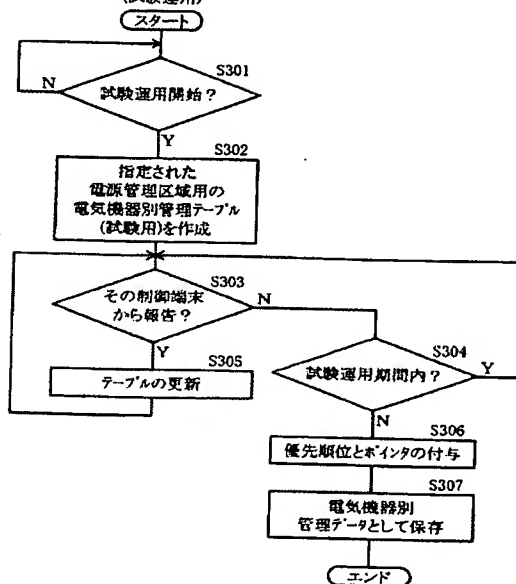 (試験運用)
スタート
S301
試験運用開始?
N
Y
S302
指定された
電源管理区域用の
電気機器別管理テーブル
(試験用)を作成
S303
その制御端末
から報告?
N
Y
S305
テーブルの更新
S304
試験運用期間内?
Y
N
S306
優先順位とポインタの付与
S307
電気機器別
管理データとして保存
エンド